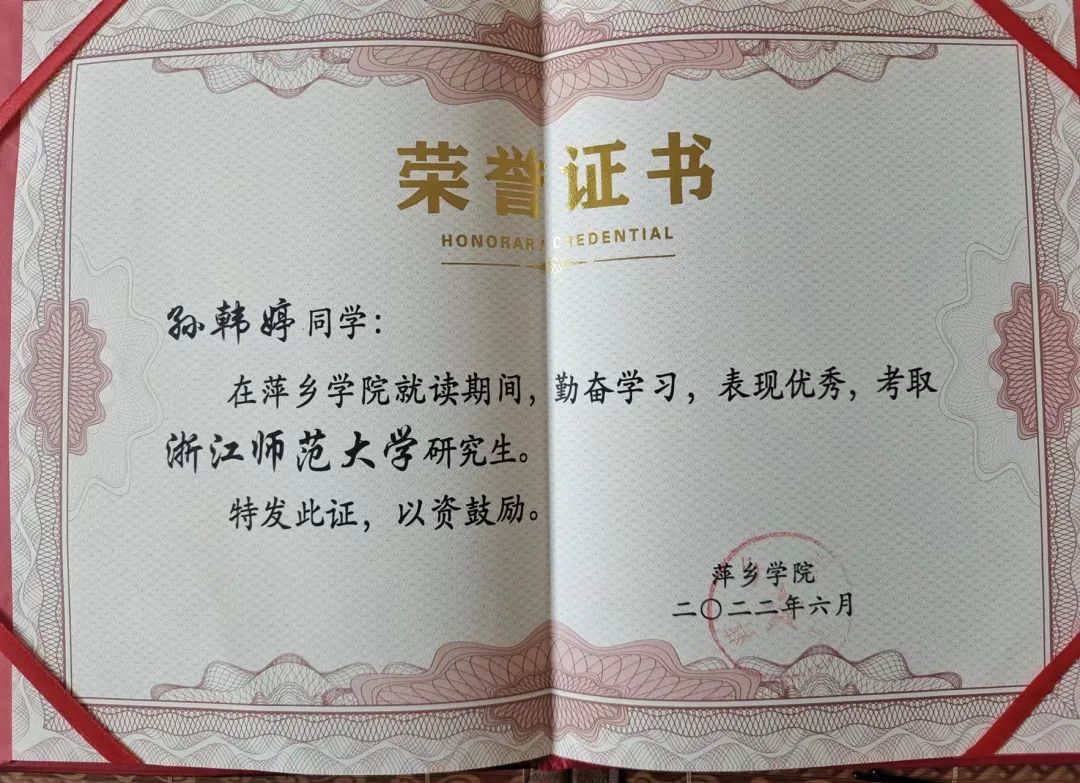 荣誉证书
HONORARY CREDENTIAL
孙韩婷同学：
在萍乡学院就读期间，勤奋学习，表现优秀，考取
浙江师范大学研究生。
特发此证，以资鼓励。
萍乡学院
二〇二二年六月